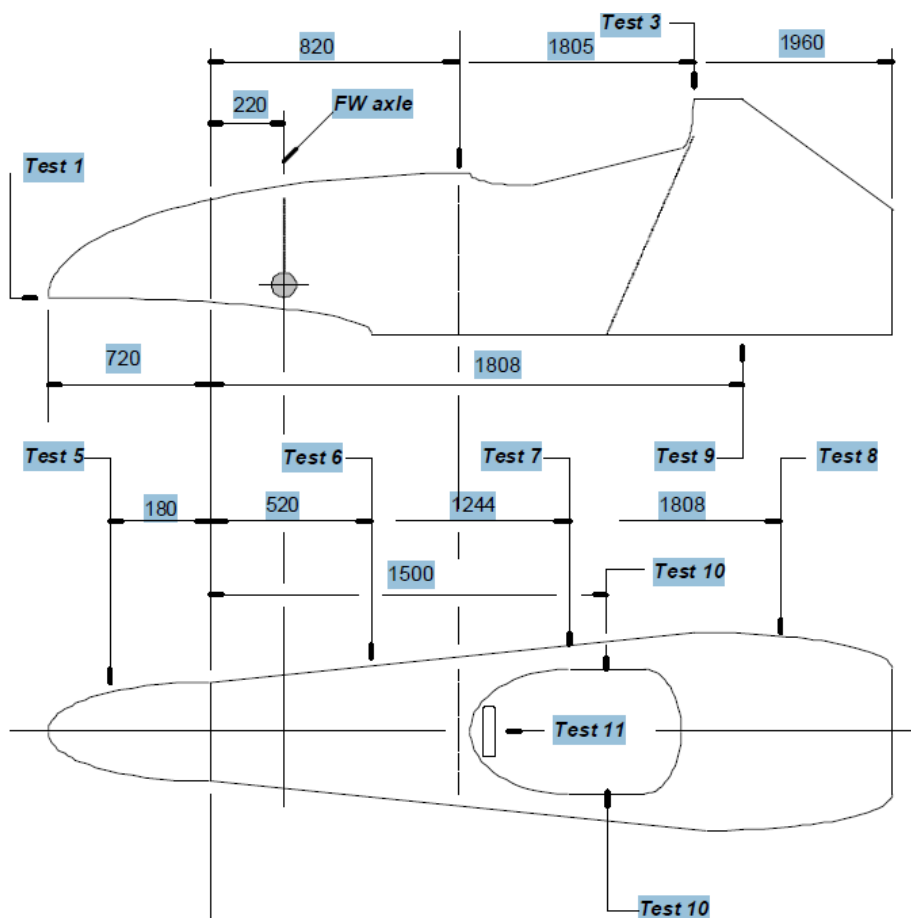 Test 3
820
1805
1960
220
FW axle
Test 1
720
1808
Test 5
Test 6
Test 7
Test 9
Test 8
180
520
1244
1808
1500
Test 10
Test 11
Test 10